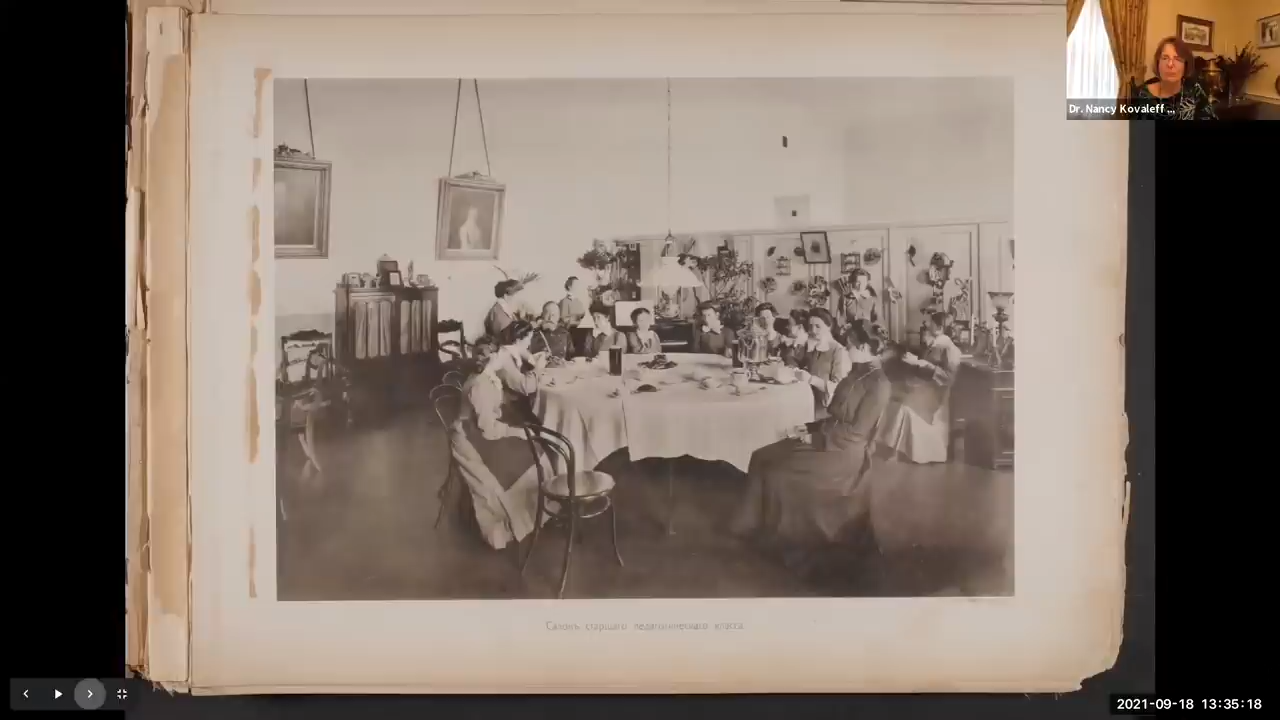 Dr. Nancy Kovaleff ...
Салонъ старшаго педагогическаго класса
2021-09-18 13:35:18